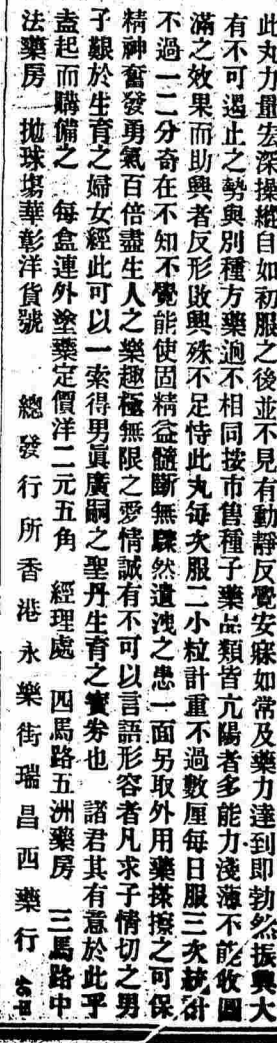 此丸力量宏深操縱自如初服之後並不見有動靜反覺安寐如常及藥力達到即勃然振興大
有不可遏止之勢與別種方藥逈不相同按市售種子藥品類皆亢陽者多能力淺薄不能收圓
滿之效果而助興者反形敗興殊不足恃此丸每次服二小粒計重不過數厘每日服三次統計
不過一二分奇在不知不覺能使固精益髓斷無驟然遺洩之患一面另取外用藥搽擦之可保
精神奮發勇氣百倍盡生人之樂趣極無限之愛情誠有不可以言語形容者凡求子情切之男
子艱於生育之婦女經此可以一索得男眞廣嗣之聖丹生育之寶券也 諸君其有意於此乎
盍起而購備之 每盒連外塗藥定價洋二元五角 經理處 四馬路五洲藥房 三馬路中
法藥房 拋球塲華彰洋貨號 總發行所香港永樂街瑞昌西藥行